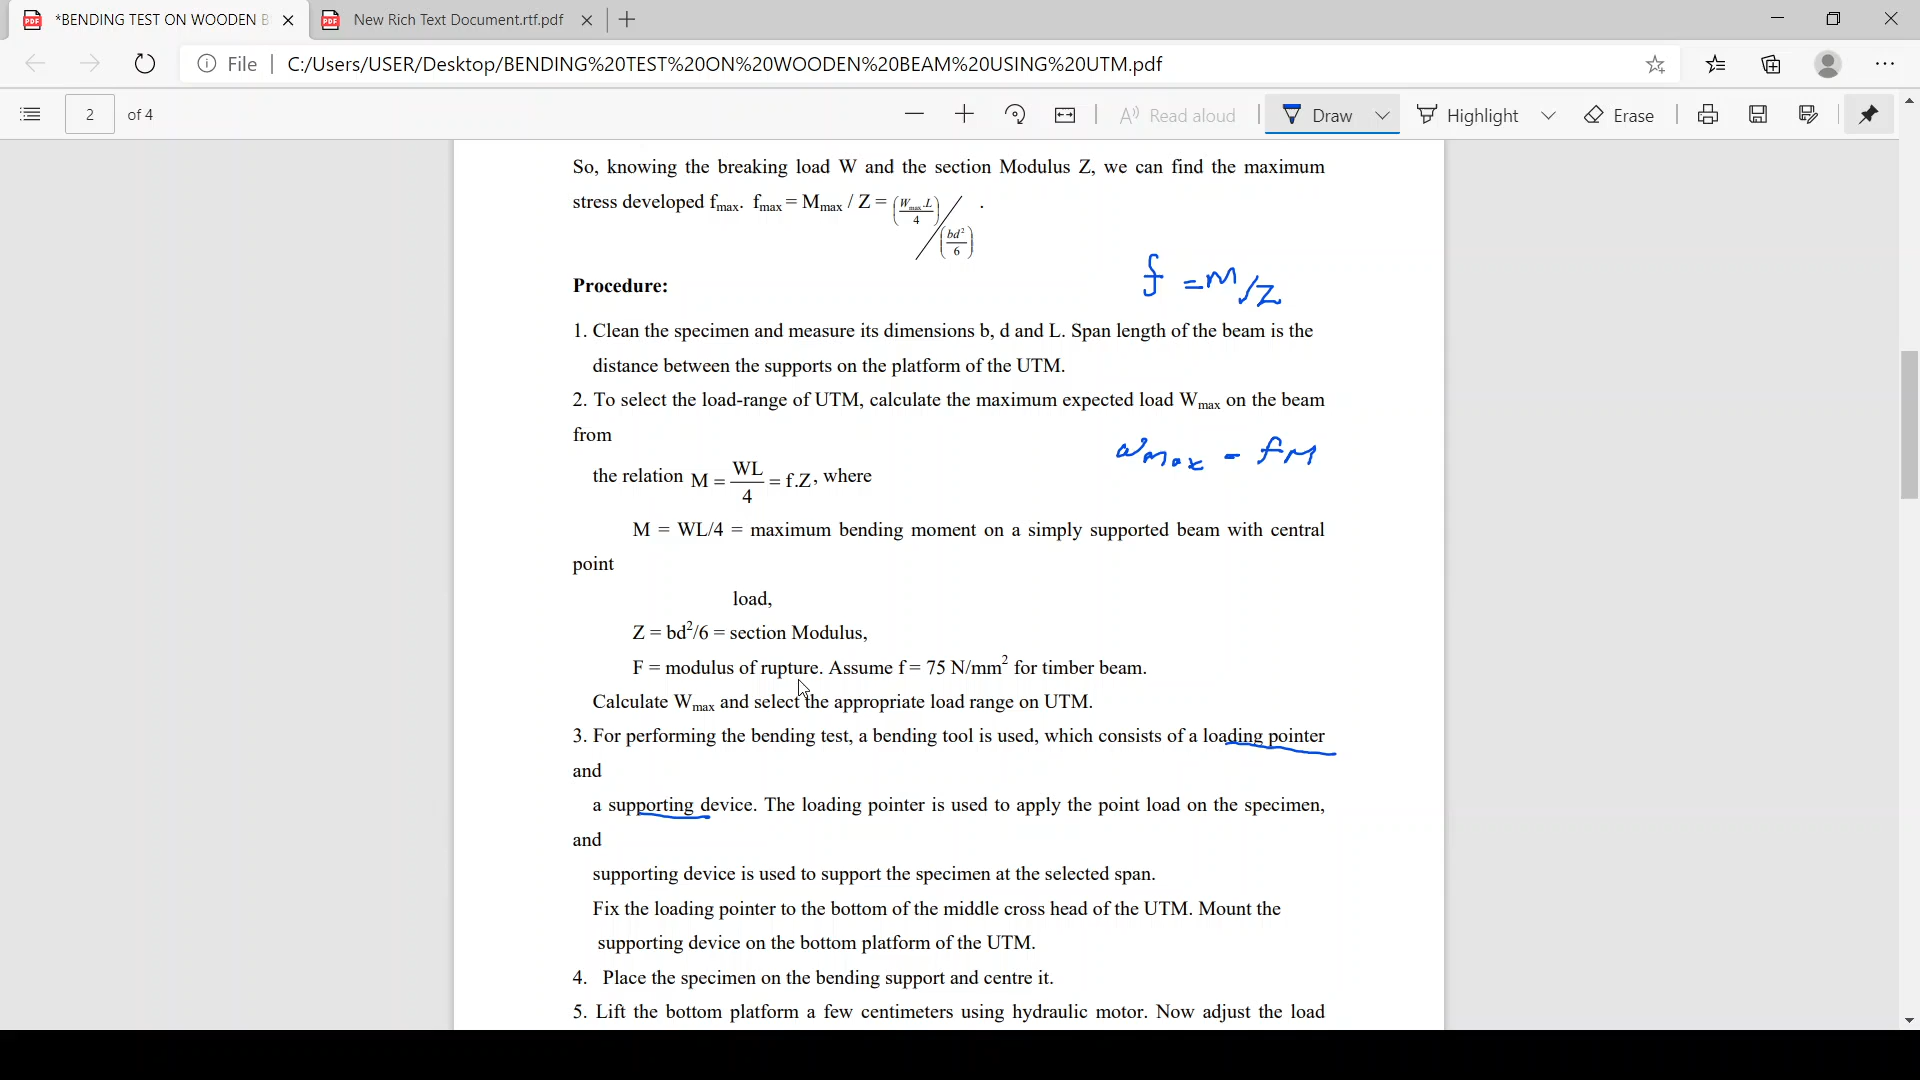 *BENDING TEST ON WOODEN B
New Rich Text Document.rtf.pdf
File | C:/Users/USER/Desktop/BENDING%20TEST%20ON%20WOODEN%20BEAM%20USING%20UTM.pdf
2 of 4 Read aloud Draw Highlight Erase
So, knowing the breaking load W and the section Modulus Z, we can find the maximum
stress developed fmax. fmax = Mmax / Z = (Wmax.L/4)/(bd²/6) .
f = M/Z
Procedure:
1. Clean the specimen and measure its dimensions b, d and L. Span length of the beam is the
distance between the supports on the platform of the UTM.
2. To select the load-range of UTM, calculate the maximum expected load Wmax on the beam
from
wmax = fM
the relation M = WL/4 = f.Z, where
M = WL/4 = maximum bending moment on a simply supported beam with central
point
load,
Z = bd²/6 = section Modulus,
F = modulus of rupture. Assume f = 75 N/mm² for timber beam.
Calculate Wmax and select the appropriate load range on UTM.
3. For performing the bending test, a bending tool is used, which consists of a loading pointer
and
a supporting device. The loading pointer is used to apply the point load on the specimen,
and
supporting device is used to support the specimen at the selected span.
Fix the loading pointer to the bottom of the middle cross head of the UTM. Mount the
supporting device on the bottom platform of the UTM.
4. Place the specimen on the bending support and centre it.
5. Lift the bottom platform a few centimeters using hydraulic motor. Now adjust the load